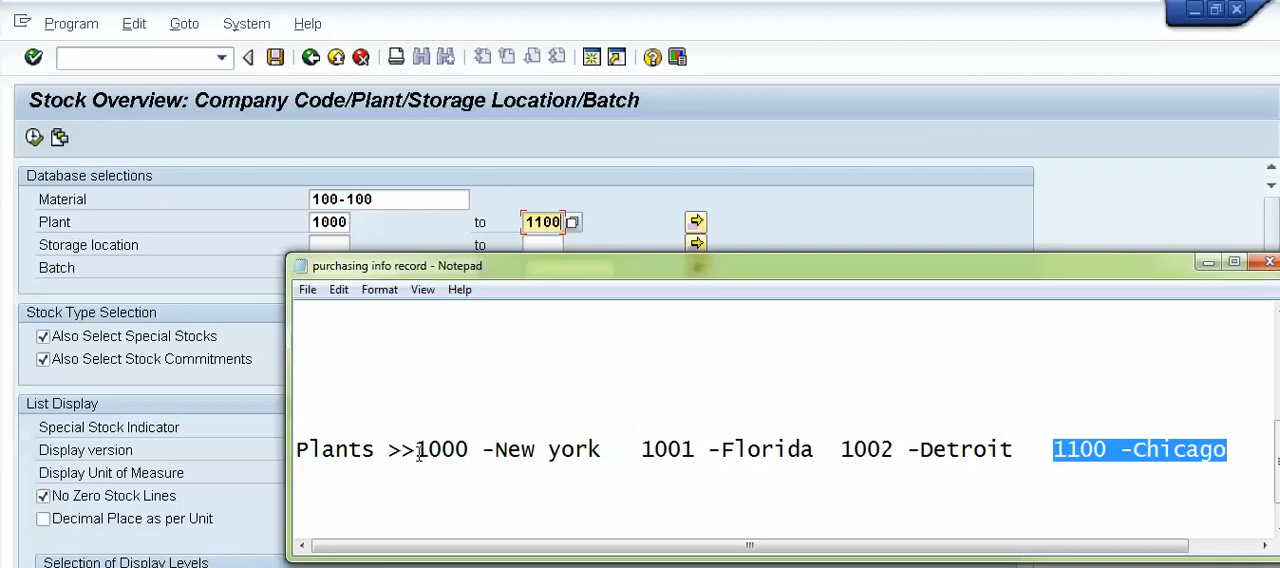 Program Edit Goto System Help
Stock Overview: Company Code/Plant/Storage Location/Batch
Database selections
Material 100-100
Plant 1000 to 1100
Storage location to
Batch
Stock Type Selection
Also Select Special Stocks
Also Select Stock Commitments
List Display
Special Stock Indicator
Display version
Display Unit of Measure
No Zero Stock Lines
Decimal Place as per Unit
Selection of Display Levels
purchasing info record - Notepad
File Edit Format View Help
Plants >>1000 -New york 1001 -Florida 1002 -Detroit 1100 -Chicago